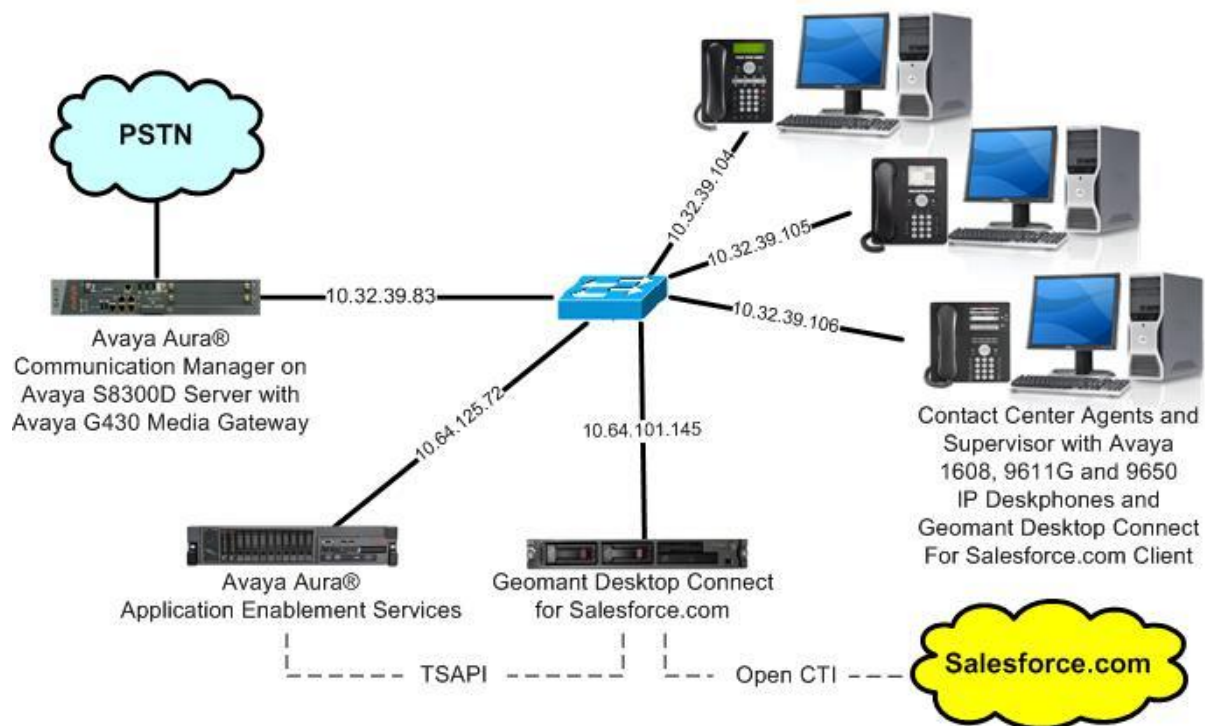 PSTN
10.32.39.104
10.32.39.105
10.32.39.83
10.32.39.106
Avaya Aura®
Communication Manager on
Avaya S8300D Server with
Avaya G430 Media Gateway
10.64.125.72
10.64.101.145
Contact Center Agents and
Supervisor with Avaya
1608, 9611G and 9650
IP Deskphones and
Geomant Desktop Connect
For Salesforce.com Client
Avaya Aura®
Application Enablement Services
Geomant Desktop Connect
for Salesforce.com
TSAPI
Open CTI
Salesforce.com